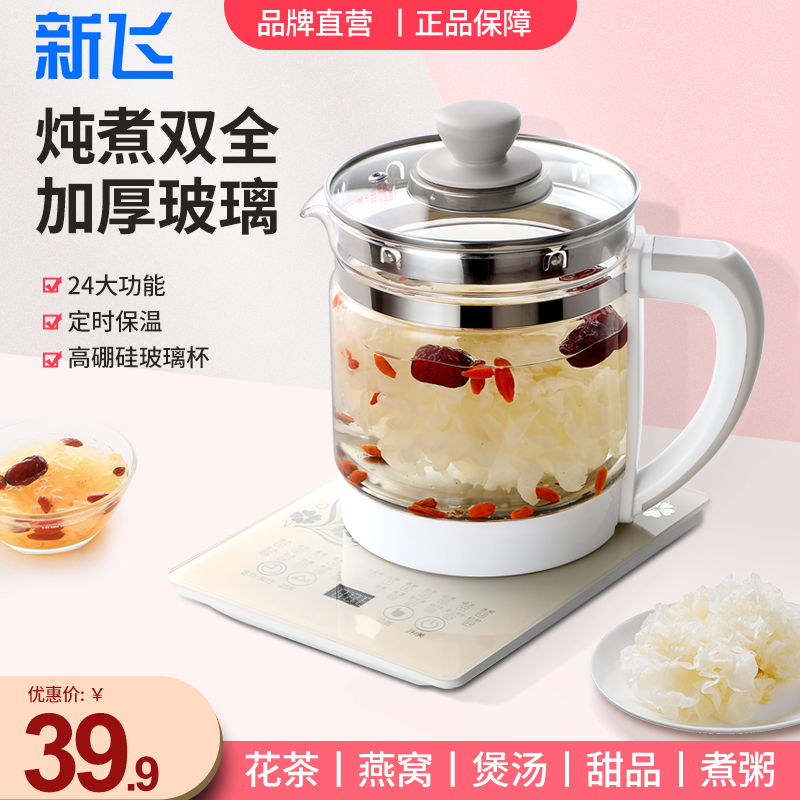 品牌直营 | 正品保障
新飞
炖煮双全
加厚玻璃
24大功能
定时保温
高硼硅玻璃杯
优惠价:￥
39.9
花茶 | 燕窝 | 煲汤 | 甜品 | 煮粥